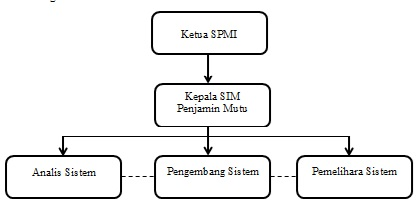 Ketua SPMI
Kepala SIM
Penjamin Mutu
Analis Sistem
Pengembang Sistem
Pemelihara Sistem